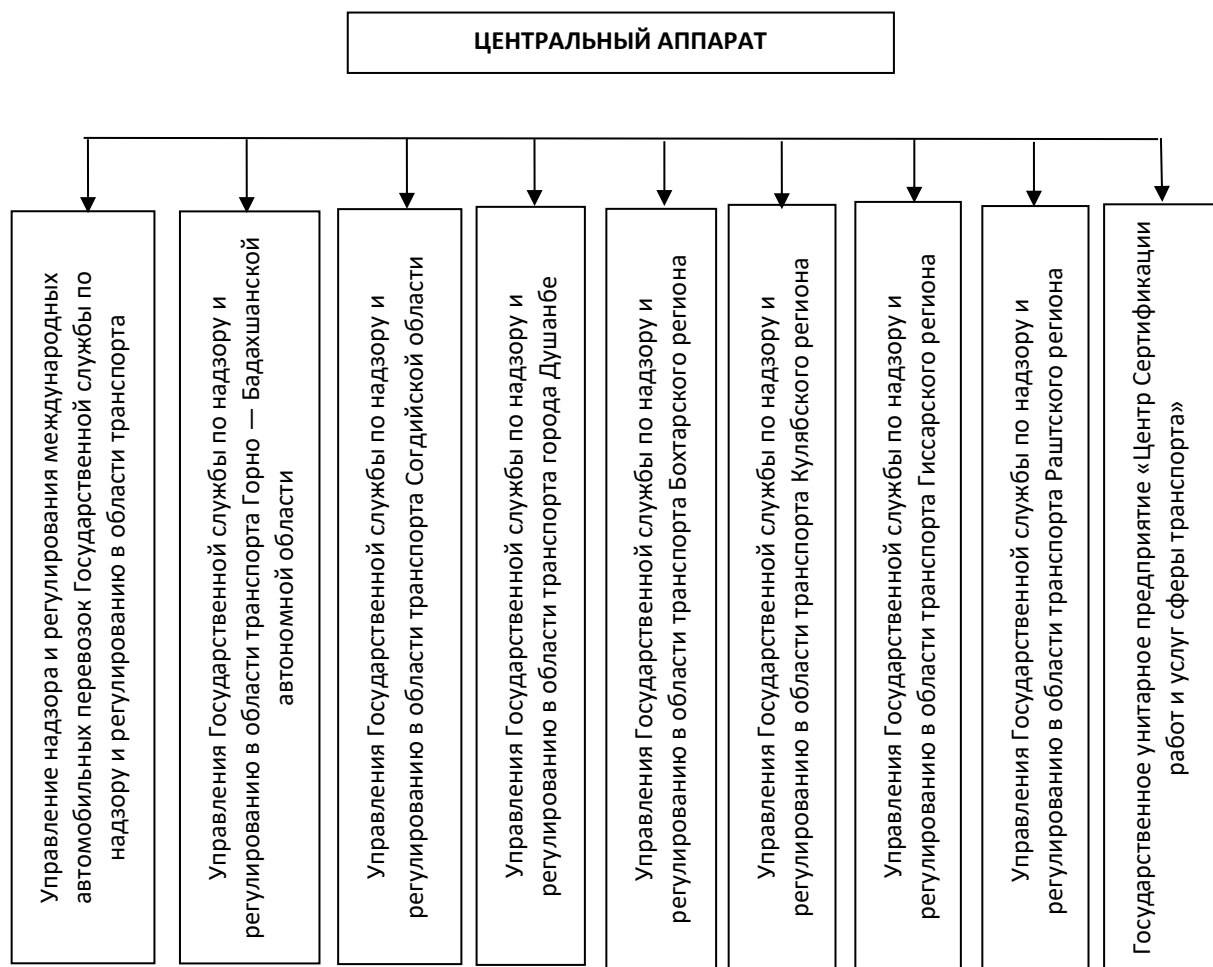 ЦЕНТРАЛЬНЫЙ АППАРАТ
Управление надзора и регулирования международных
автомобильных перевозок Государственной службы по
надзору и регулированию в области транспорта
Управления Государственной службы по надзору и
регулированию в области транспорта Горно — Бадахшанской
автономной области
Управления Государственной службы по надзору и
регулированию в области транспорта Согдийской области
Управления Государственной службы по надзору и
регулированию в области транспорта города Душанбе
Управления Государственной службы по надзору и
регулированию в области транспорта Бохтарского региона
Управления Государственной службы по надзору и
регулированию в области транспорта Кулябского региона
Управления Государственной службы по надзору и
регулированию в области транспорта Гиссарского региона
Управления Государственной службы по надзору и
регулированию в области транспорта Раштского региона
Государственное унитарное предприятие «Центр Сертификации
работ и услуг сферы транспорта»